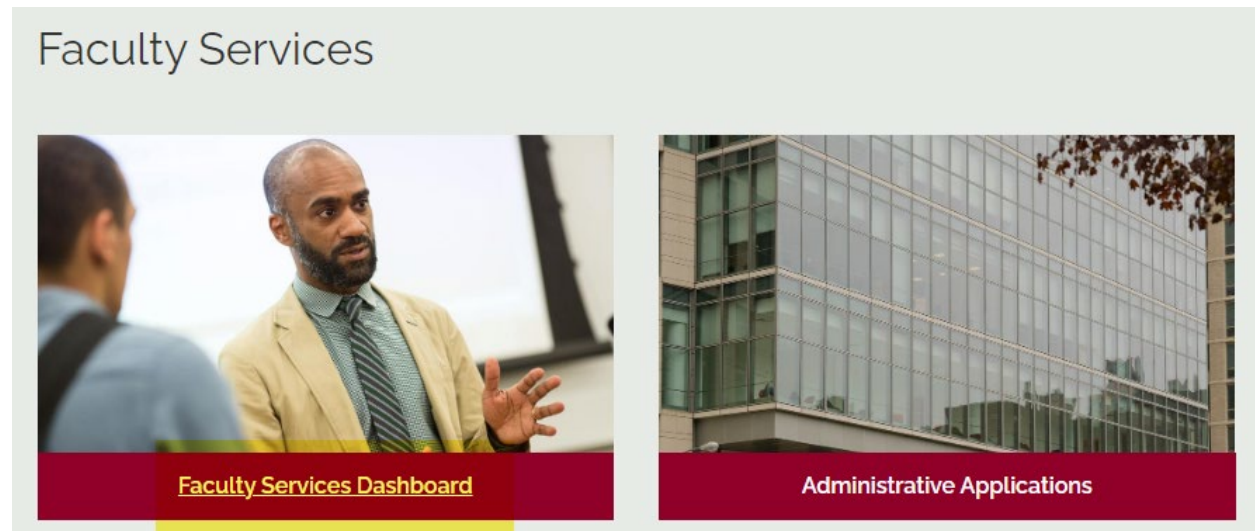 Faculty Services
Faculty Services Dashboard
Administrative Applications